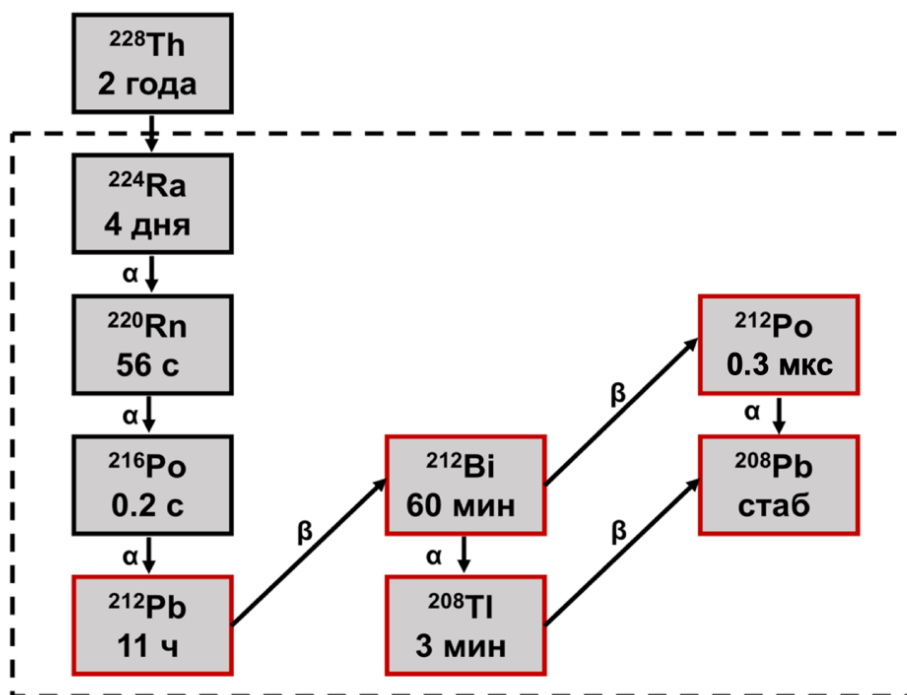 ²²⁸Th
2 года
²²⁴Ra
4 дня
α
²²⁰Rn
56 с
α
²¹⁶Po
0.2 с
α
²¹²Pb
11 ч
β
²¹²Bi
60 мин
α
²⁰⁸Tl
3 мин
β
β
²¹²Po
0.3 мкс
α
²⁰⁸Pb
стаб